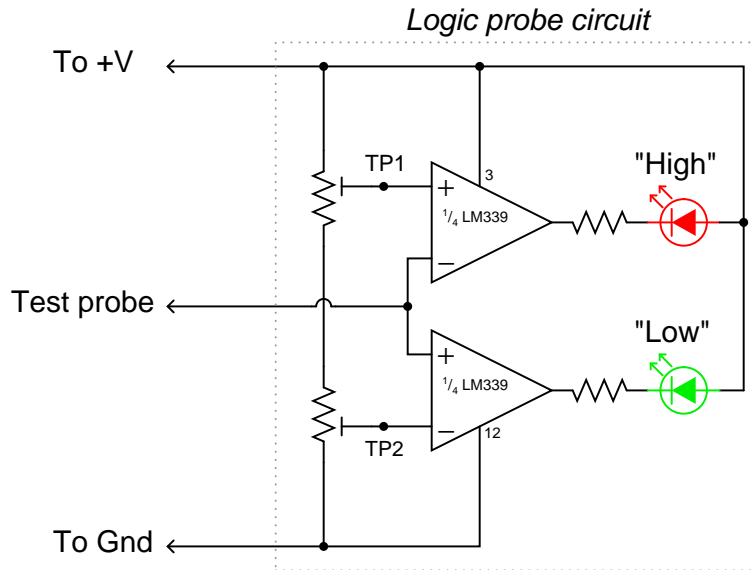 Logic probe circuit
To +V
TP1
3
"High"
+
1/4 LM339
−
Test probe
"Low"
+
1/4 LM339
−
12
TP2
To Gnd